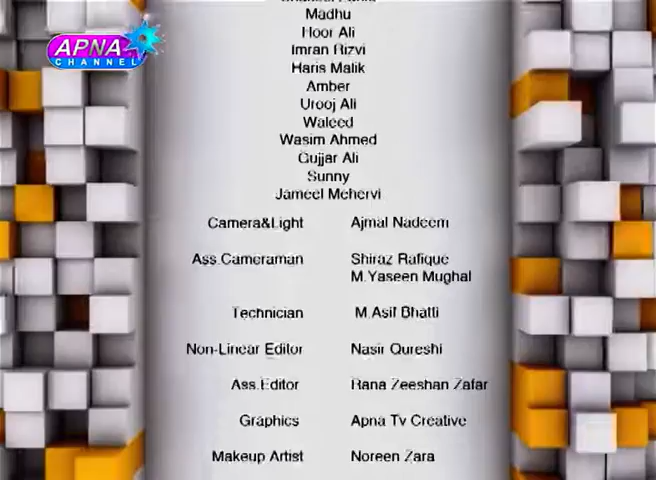 APNA
CHANNEL
Madhu
Hoor Ali
Imran Rizvi
Haris Malik
Amber
Urooj Ali
Waleed
Wasim Ahmed
Gujjar Ali
Sunny
Jameel Mehervi
Camera&Light Ajmal Nadeem
Ass.Cameraman Shiraz Rafique
M.Yaseen Mughal
Technician M.Asif Bhatti
Non-Linear Editor Nasir Qureshi
Ass.Editor Rana Zeeshan Zafar
Graphics Apna Tv Creative
Makeup Artist Noreen Zara